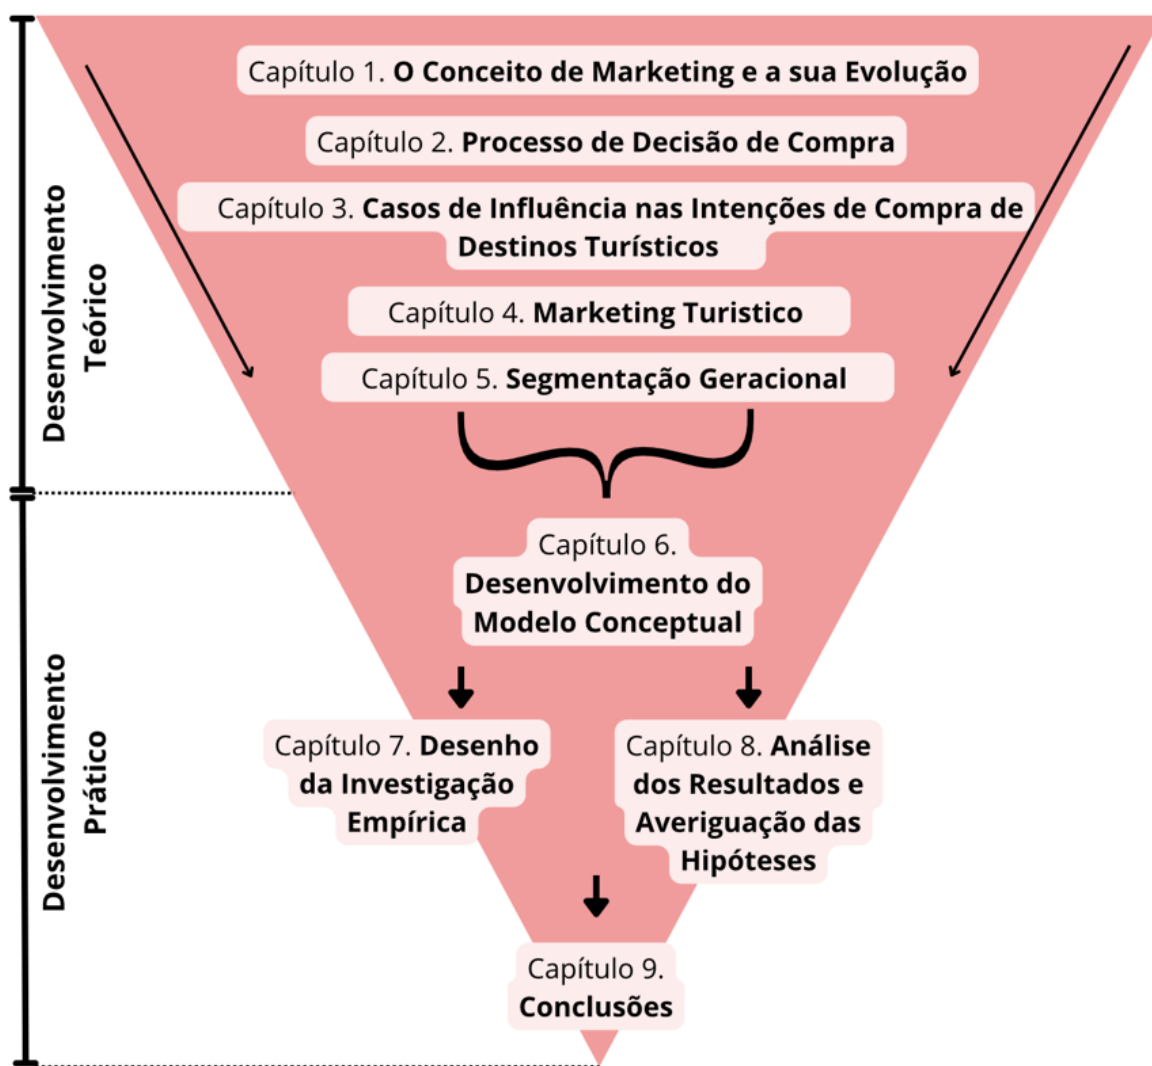 Capítulo 1. O Conceito de Marketing e a sua Evolução
Capítulo 2. Processo de Decisão de Compra
Capítulo 3. Casos de Influência nas Intenções de Compra de
Destinos Turísticos
Capítulo 4. Marketing Turistico
Capítulo 5. Segmentação Geracional
Desenvolvimento
Teórico
Capítulo 6.
Desenvolvimento do
Modelo Conceptual
Capítulo 7. Desenho
da Investigação
Empírica
Capítulo 8. Análise
dos Resultados e
Averiguação das
Hipóteses
Capítulo 9.
Conclusões
Desenvolvimento
Prático